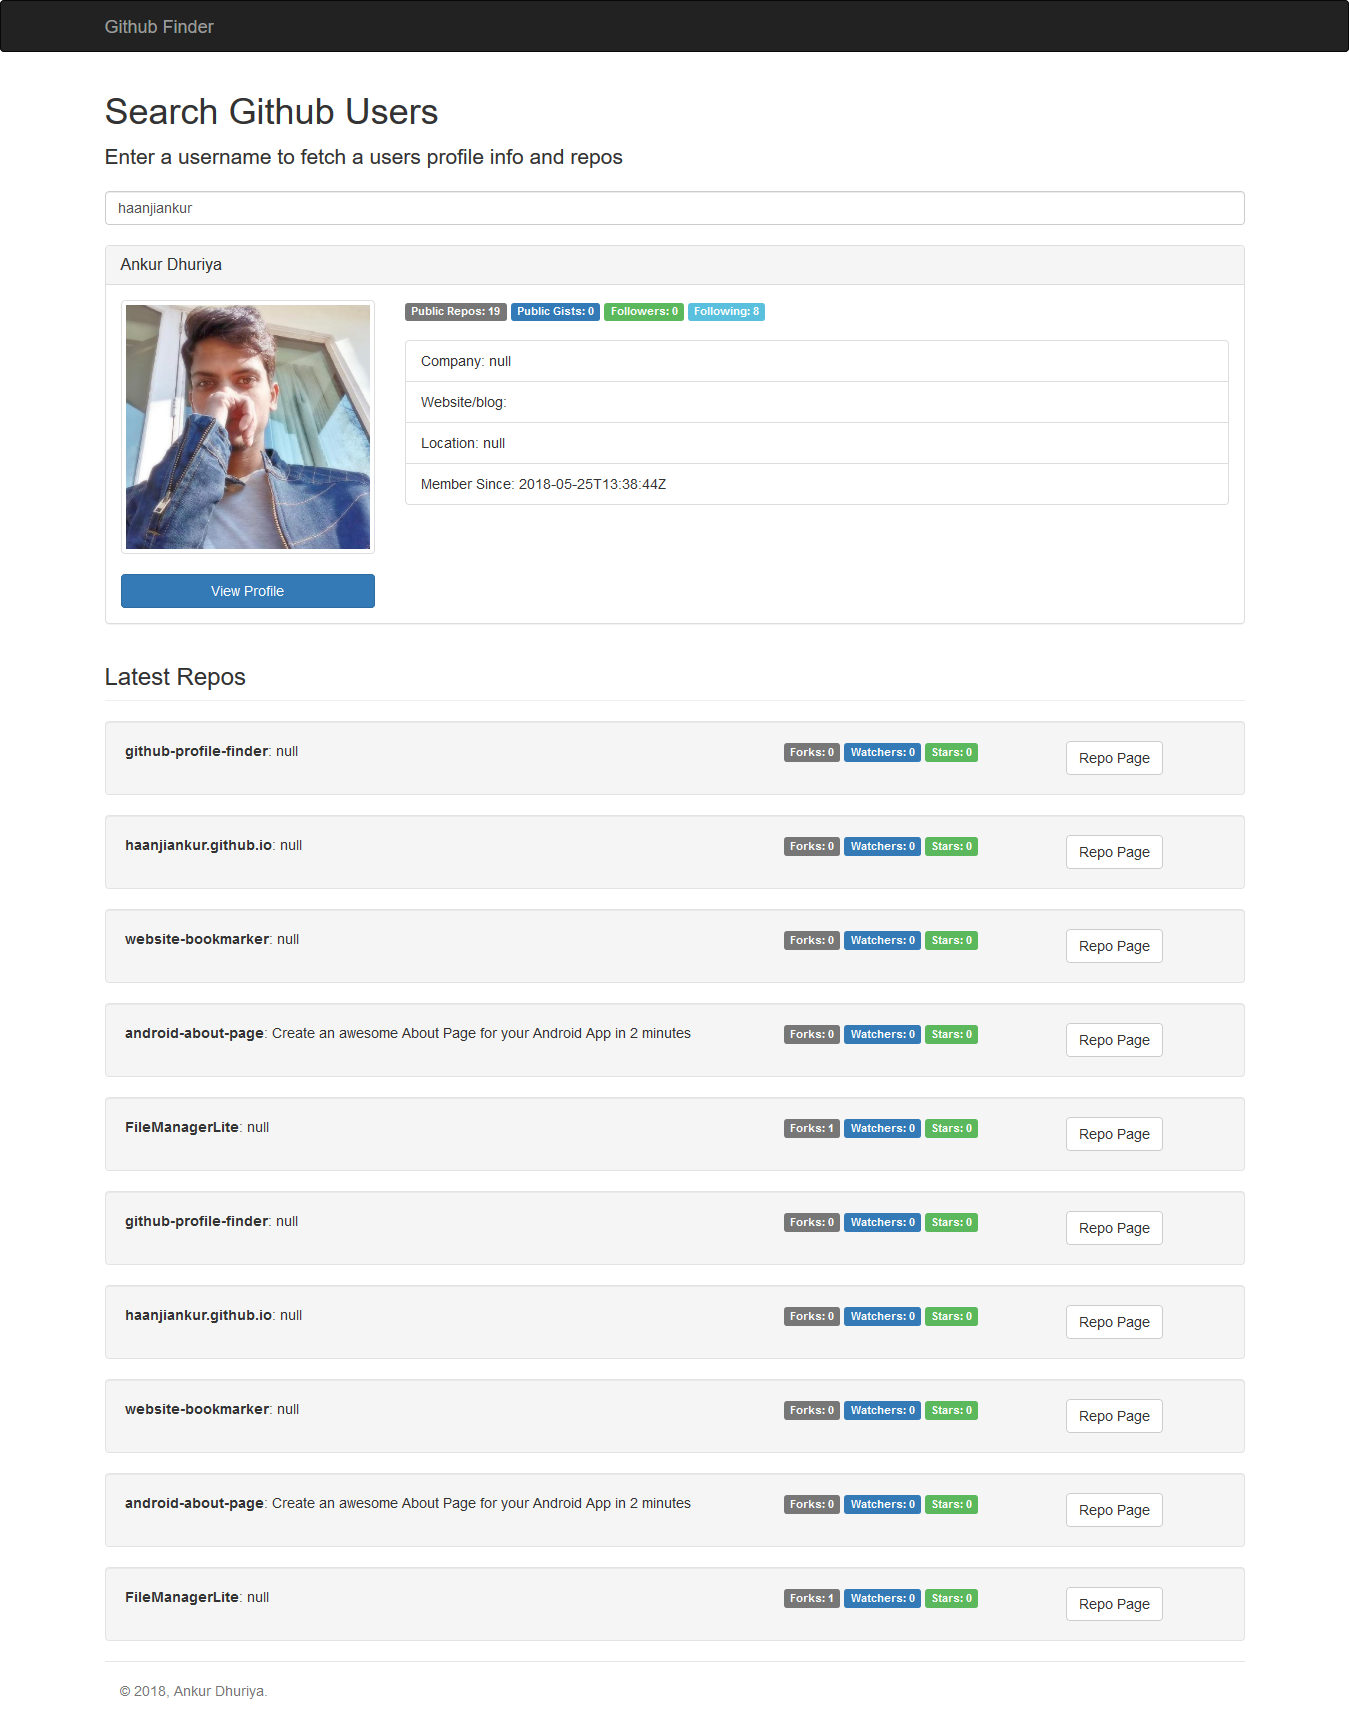 Github Finder
Search Github Users
Enter a username to fetch a users profile info and repos
haanjiankur
Ankur Dhuriya
Public Repos: 19 Public Gists: 0 Followers: 0 Following: 8
Company: null
Website/blog:
Location: null
Member Since: 2018-05-25T13:38:44Z
View Profile
Latest Repos
github-profile-finder: null Forks: 0 Watchers: 0 Stars: 0 Repo Page
haanjiankur.github.io: null Forks: 0 Watchers: 0 Stars: 0 Repo Page
website-bookmarker: null Forks: 0 Watchers: 0 Stars: 0 Repo Page
android-about-page: Create an awesome About Page for your Android App in 2 minutes Forks: 0 Watchers: 0 Stars: 0 Repo Page
FileManagerLite: null Forks: 1 Watchers: 0 Stars: 0 Repo Page
github-profile-finder: null Forks: 0 Watchers: 0 Stars: 0 Repo Page
haanjiankur.github.io: null Forks: 0 Watchers: 0 Stars: 0 Repo Page
website-bookmarker: null Forks: 0 Watchers: 0 Stars: 0 Repo Page
android-about-page: Create an awesome About Page for your Android App in 2 minutes Forks: 0 Watchers: 0 Stars: 0 Repo Page
FileManagerLite: null Forks: 1 Watchers: 0 Stars: 0 Repo Page
© 2018, Ankur Dhuriya.